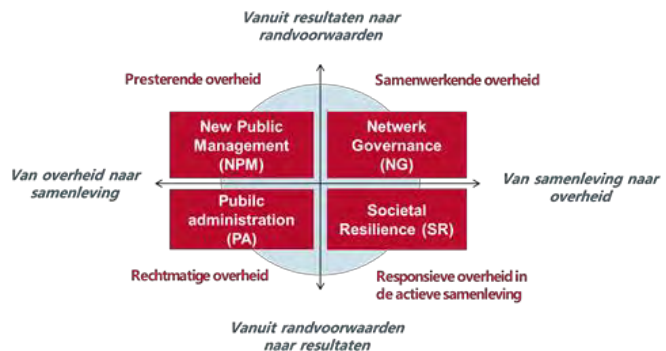 Vanuit resultaten naar
randvoorwaarden
Presterende overheid
Samenwerkende overheid
New Public
Management
(NPM)
Netwerk
Governance
(NG)
Van overheid naar
samenleving
Van samenleving naar
overheid
Public
administration
(PA)
Societal
Resilience (SR)
Rechtmatige overheid
Responsieve overheid in
de actieve samenleving
Vanuit randvoorwaarden
naar resultaten